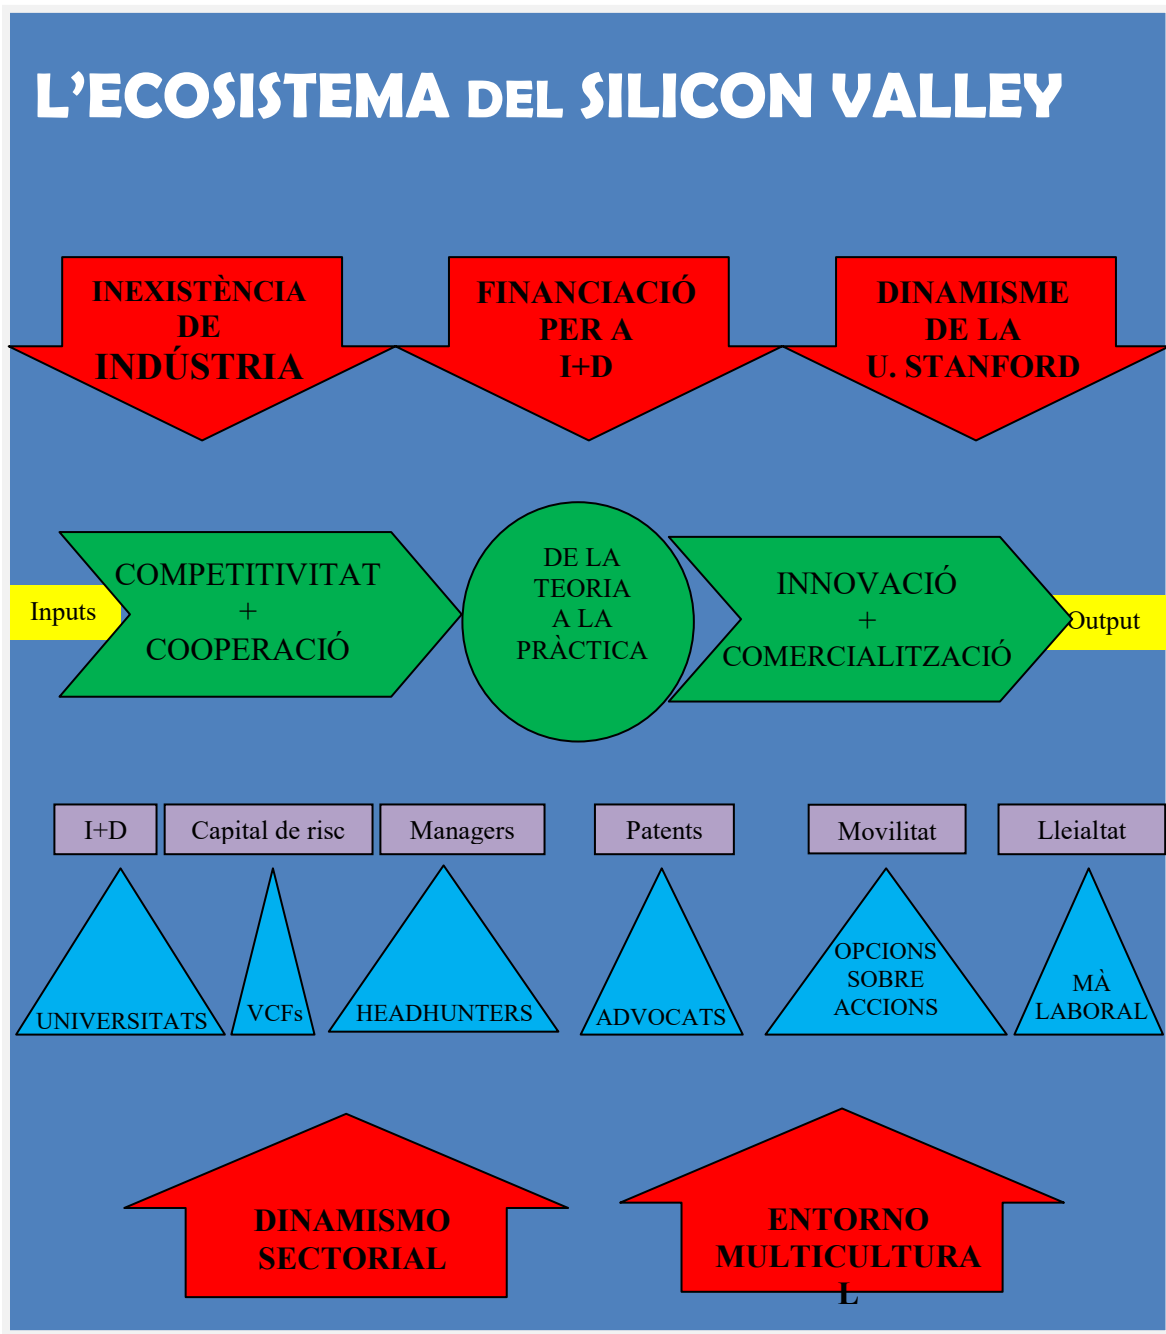 L'ECOSISTEMA DEL SILICON VALLEY
INEXISTÈNCIA
DE
INDÚSTRIA
FINANCIACIÓ
PER A
I+D
DINAMISME
DE LA
U. STANFORD
Inputs
COMPETITIVITAT
+
COOPERACIÓ
DE LA
TEORIA
A LA
PRÀCTICA
INNOVACIÓ
+
COMERCIALITZACIÓ
Output
I+D
Capital de risc
Managers
Patents
Movilitat
Lleialtat
UNIVERSITATS
VCFs
HEADHUNTERS
ADVOCATS
OPCIONS
SOBRE
ACCIONS
MÀ
LABORAL
DINAMISMO
SECTORIAL
ENTORNO
MULTICULTURA
L